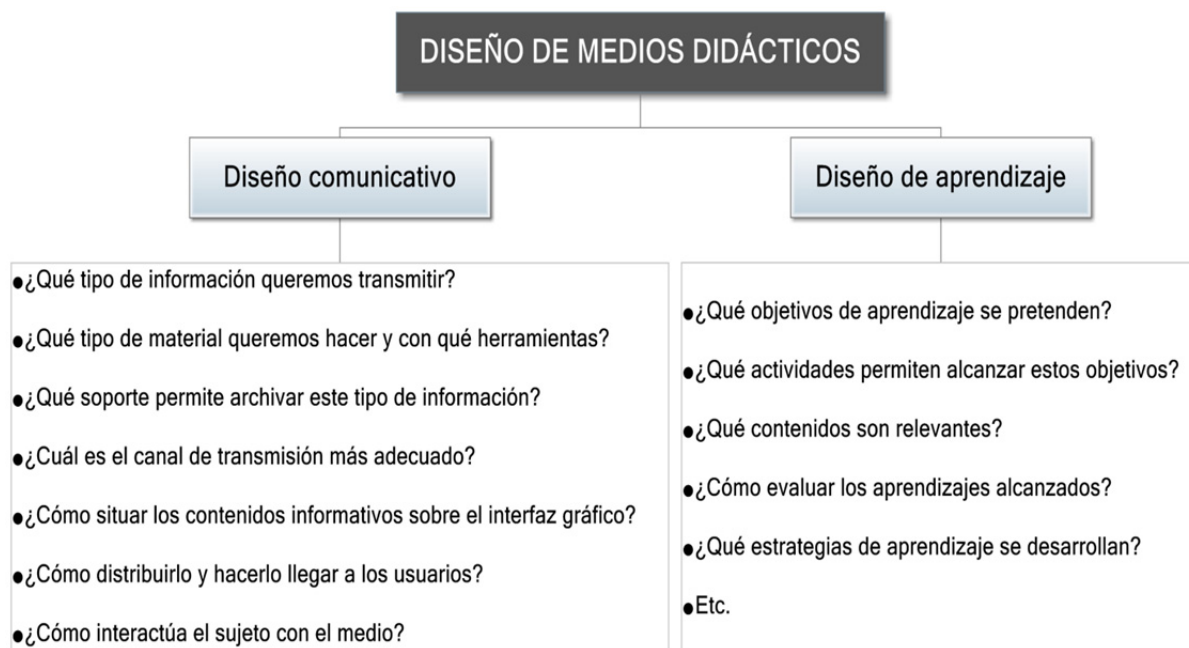 DISEÑO DE MEDIOS DIDÁCTICOS
Diseño comunicativo
●¿Qué tipo de información queremos transmitir?
●¿Qué tipo de material queremos hacer y con qué herramientas?
●¿Qué soporte permite archivar este tipo de información?
●¿Cuál es el canal de transmisión más adecuado?
●¿Cómo situar los contenidos informativos sobre el interfaz gráfico?
●¿Cómo distribuirlo y hacerlo llegar a los usuarios?
●¿Cómo interactúa el sujeto con el medio?
Diseño de aprendizaje
●¿Qué objetivos de aprendizaje se pretenden?
●¿Qué actividades permiten alcanzar estos objetivos?
●¿Qué contenidos son relevantes?
●¿Cómo evaluar los aprendizajes alcanzados?
●¿Qué estrategias de aprendizaje se desarrollan?
●Etc.